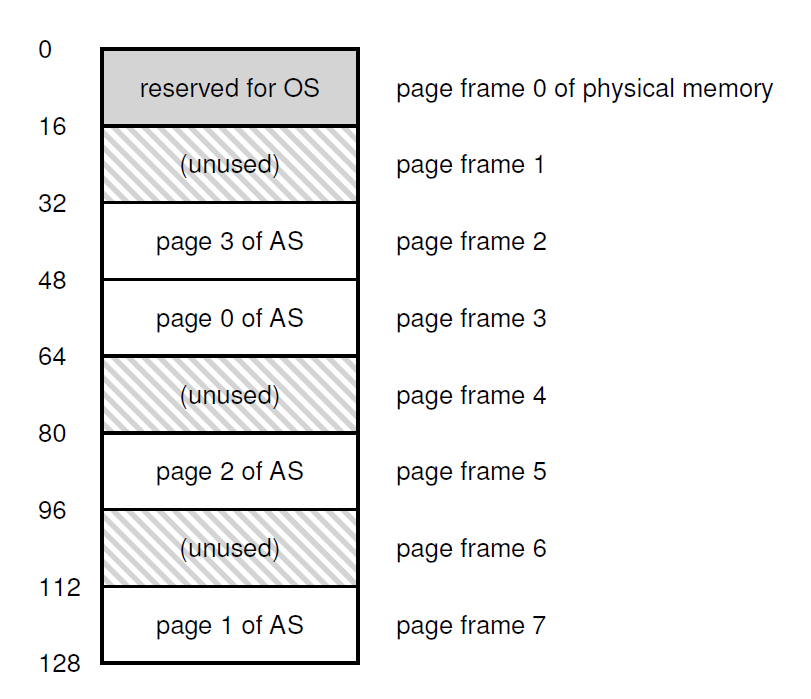 0
reserved for OS page frame 0 of physical memory
16
(unused) page frame 1
32
page 3 of AS page frame 2
48
page 0 of AS page frame 3
64
(unused) page frame 4
80
page 2 of AS page frame 5
96
(unused) page frame 6
112
page 1 of AS page frame 7
128